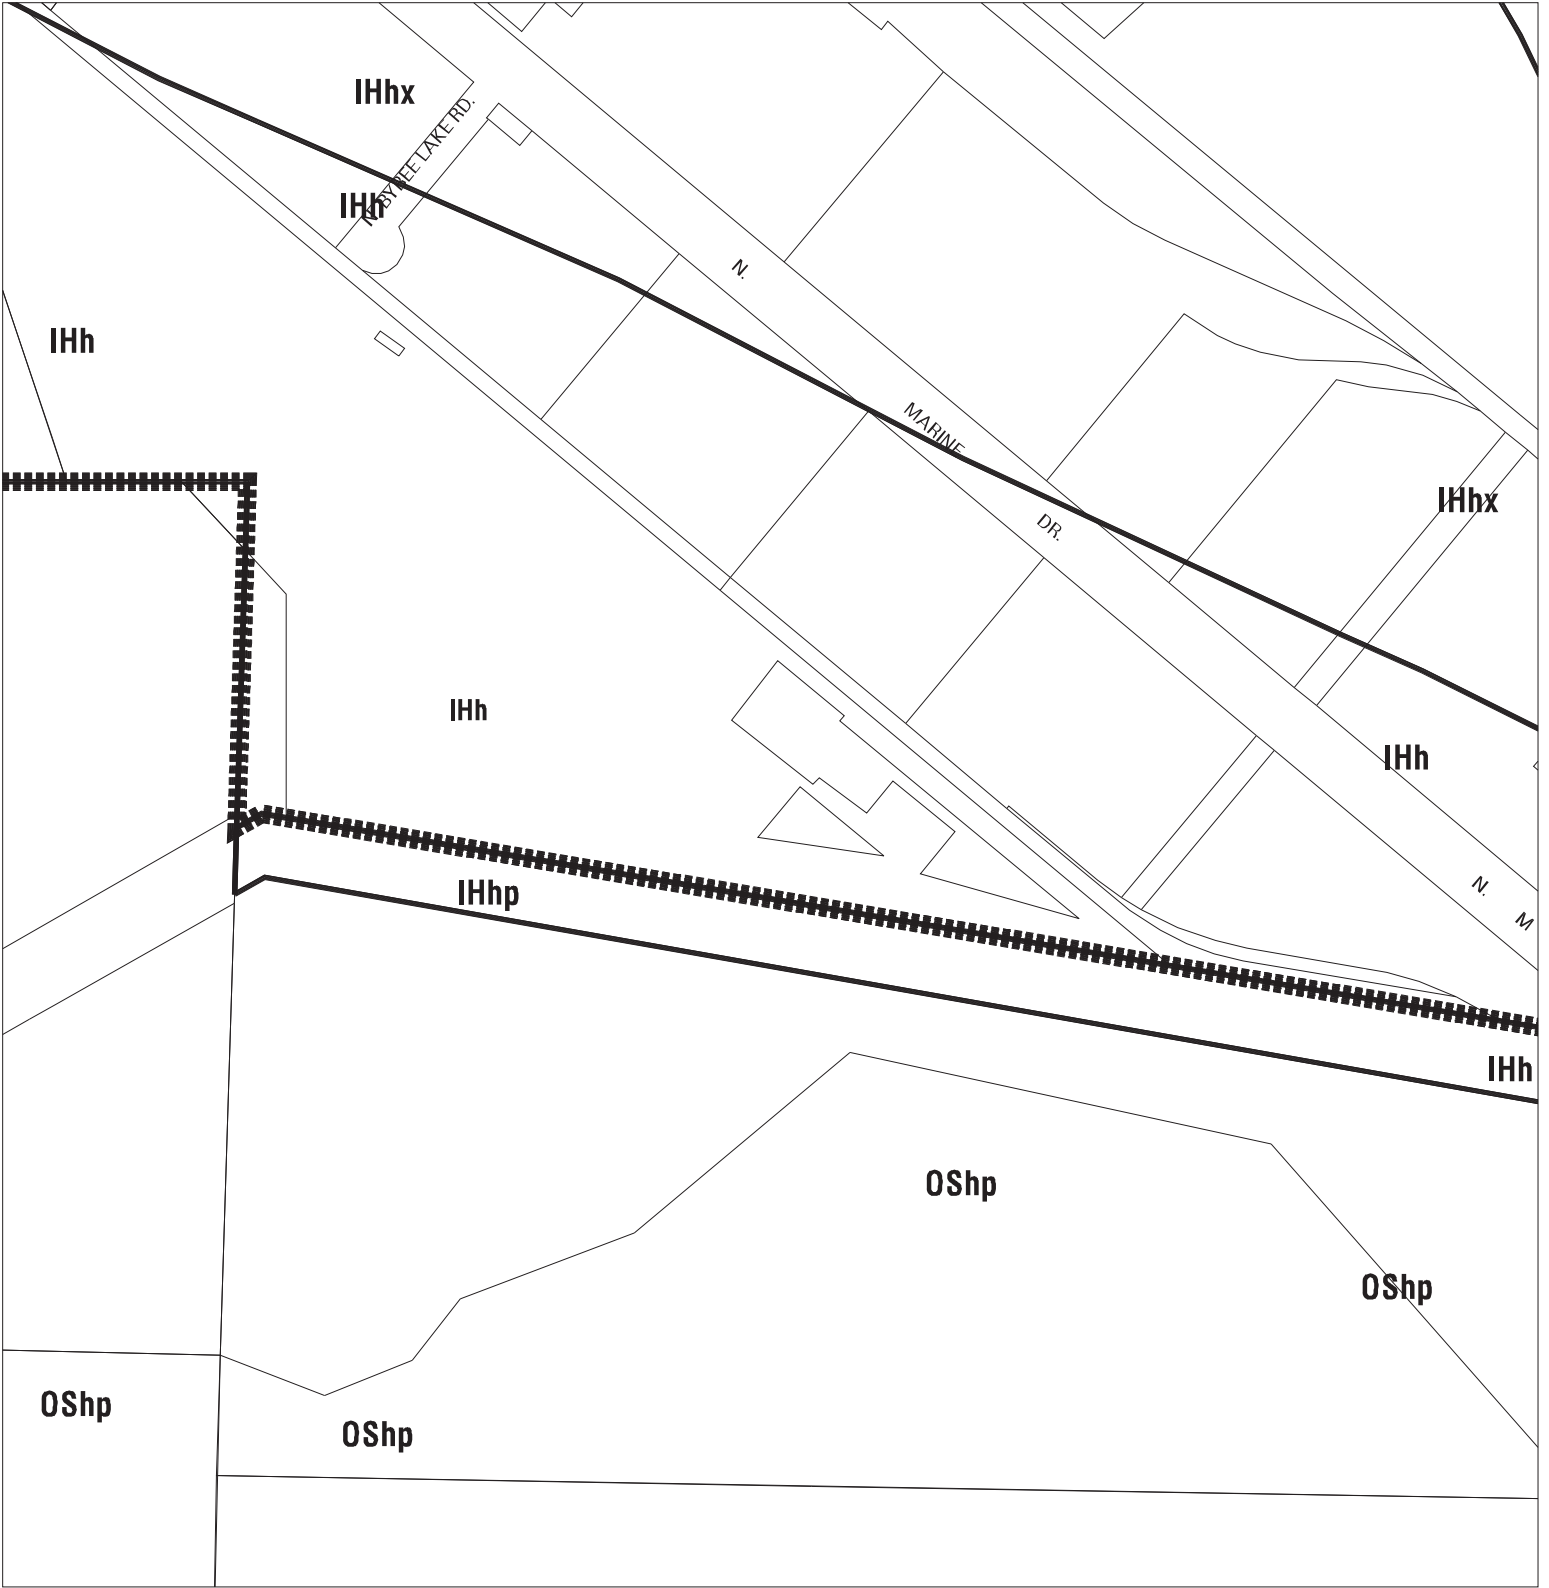 IHhx
N. BYBEE LAKE RD.
IHh
N.
IHh
MARINE
IHhx
DR.
IHh
IHh
N. M
IHhp
IHh
OShp
OShp
OShp
OShp